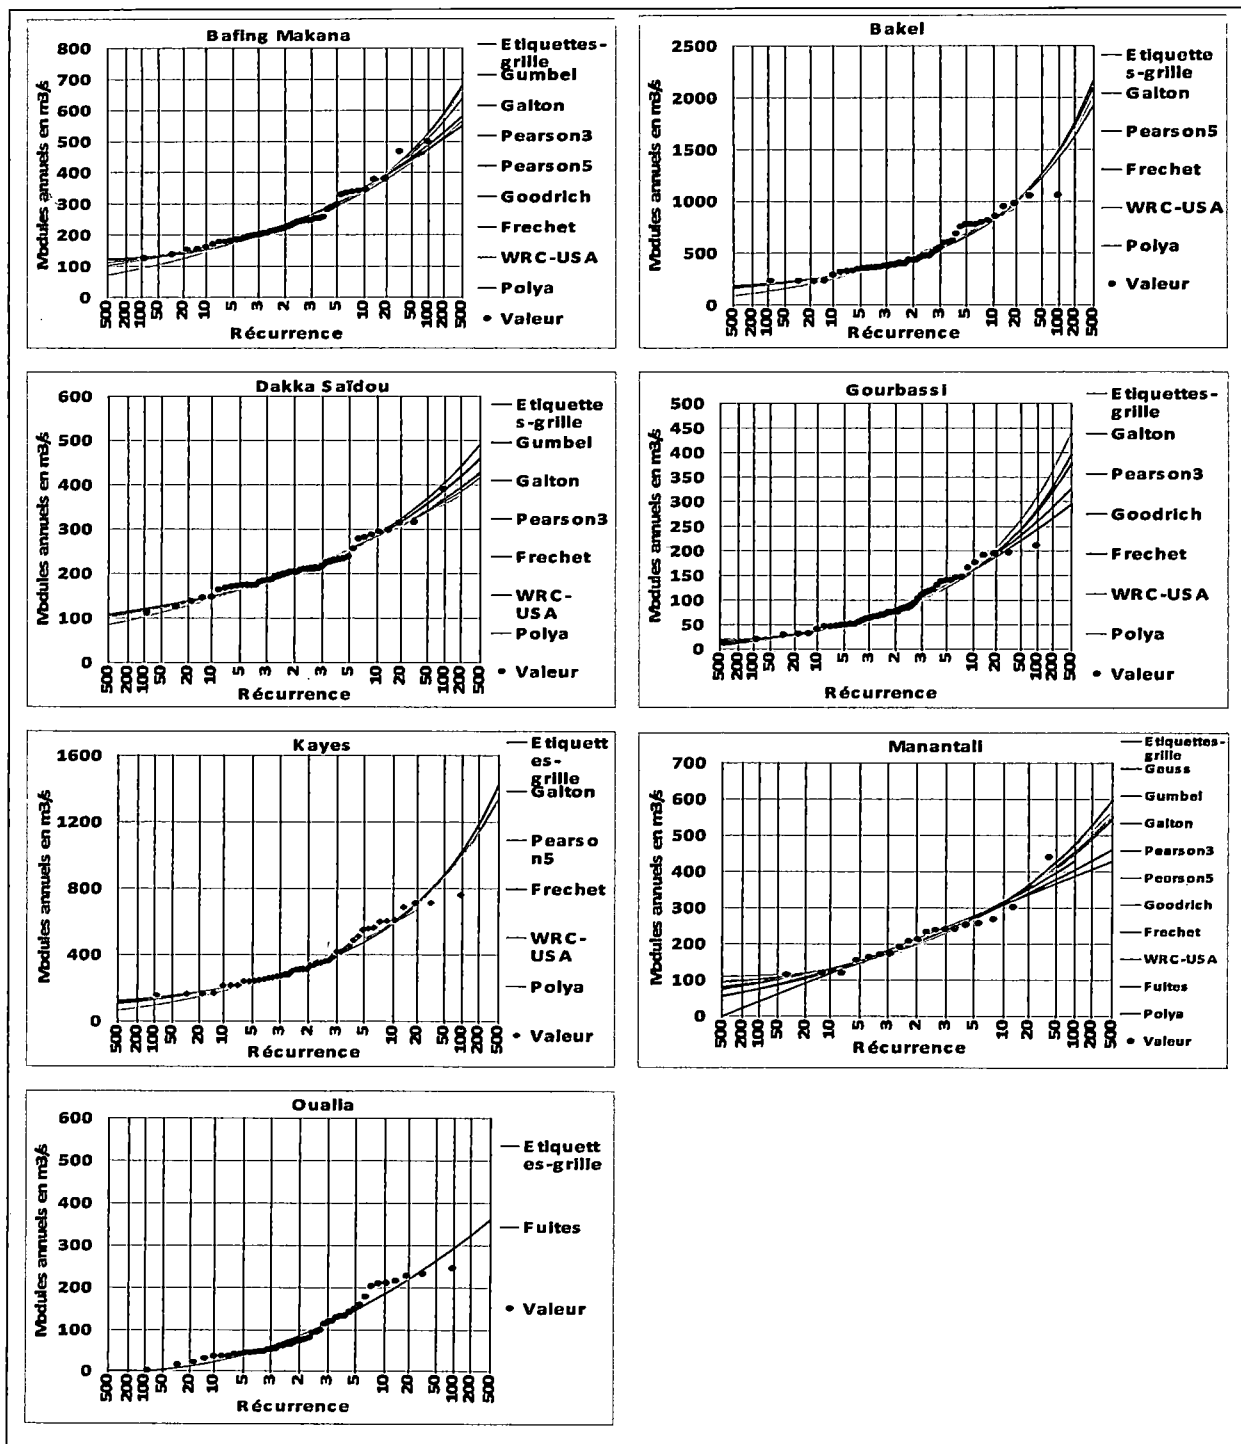 Bafing Makana
Modules annuels en m3/s
800
700
600
500
400
300
200
100
0
500
200
100
50
20
10
5
3
2
3
5
10
20
50
100
200
500
Récurrence
Etiquettes-
grille
Gumbel
Galton
Pearson3
Pearson5
Goodrich
Frechet
WRC-USA
Polya
Valeur
Bakel
Modules annuels en m3/s
2500
2000
1500
1000
500
0
500
200
100
50
20
10
5
3
2
3
5
10
20
50
100
200
500
Récurrence
Etiquette
s-grille
Galton
Pearson5
Frechet
WRC-USA
Polya
Valeur
Dakka Saïdou
Modules annuels en m3/s
600
500
400
300
200
100
0
500
200
100
50
20
10
5
3
2
3
5
10
20
50
100
200
500
Récurrence
Etiquette
s-grille
Gumbel
Galton
Pearson3
Frechet
WRC-
USA
Polya
Valeur
Gourbassi
Modules annuels en m3/s
500
450
400
350
300
250
200
150
100
50
0
500
200
100
50
20
10
5
3
2
3
5
10
20
50
100
200
500
Récurrence
Etiquettes-
grille
Galton
Pearson3
Goodrich
Frechet
WRC-USA
Polya
Valeur
Kayes
Modules annuels en m3/s
1600
1200
800
400
0
500
200
100
50
20
10
5
3
2
3
5
10
20
50
100
200
500
Récurrence
Etiquett
es-
grille
Galton
Pearso
n5
Frechet
WRC-
USA
Polya
Valeur
Manantali
Modules annuels en m3/s
700
600
500
400
300
200
100
0
500
200
100
50
20
10
5
3
2
3
5
10
20
50
100
200
500
Récurrence
Etiquettes-
grille
Gauss
Gumbel
Galton
Pearson3
Pearson5
Goodrich
Frechet
WRC-USA
Fuites
Polya
Valeur
Oualia
Modules annuels en m3/s
600
500
400
300
200
100
0
500
200
100
50
20
10
5
3
2
3
5
10
20
50
100
200
500
Récurrence
Etiquett
es-grille
Fuites
Valeur